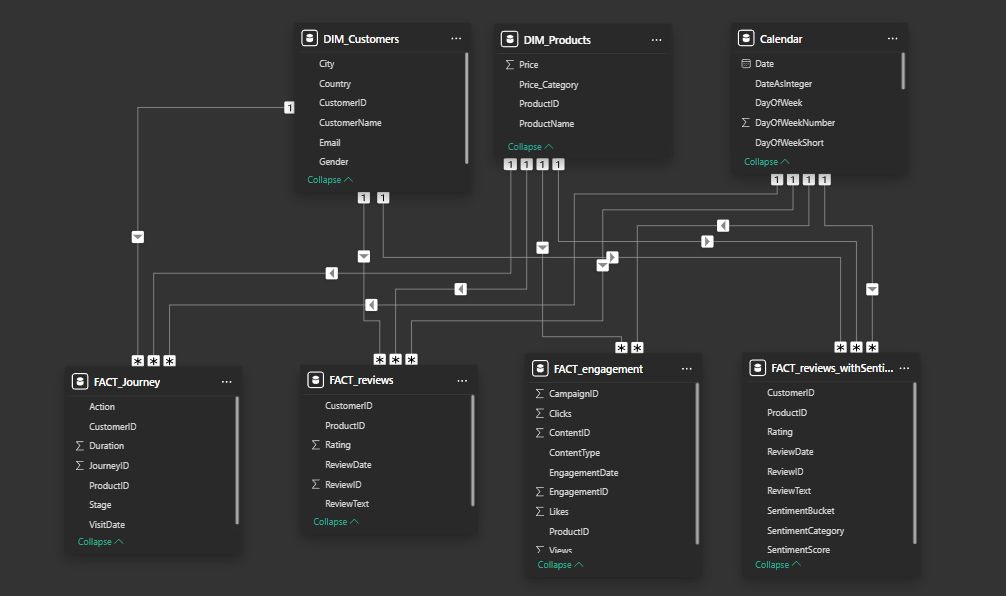 DIM_Customers ...
City
Country
CustomerID
CustomerName
Email
Gender
Collapse
DIM_Products ...
Σ Price
Price_Category
ProductID
ProductName
Collapse
Calendar ...
Date
DateAsInteger
DayOfWeek
Σ DayOfWeekNumber
DayOfWeekShort
Collapse
1
1 1
1 1 1 1
1 1 1 1
* * *
* * *
* *
* * *
FACT_Journey ...
Action
CustomerID
Σ Duration
Σ JourneyID
ProductID
Stage
VisitDate
Collapse
FACT_reviews ...
CustomerID
ProductID
Σ Rating
ReviewDate
Σ ReviewID
ReviewText
Collapse
FACT_engagement ...
Σ CampaignID
Σ Clicks
Σ ContentID
ContentType
EngagementDate
Σ EngagementID
Σ Likes
ProductID
Σ Views
Collapse
FACT_reviews_withSenti... ...
CustomerID
ProductID
Rating
ReviewDate
ReviewID
ReviewText
SentimentBucket
SentimentCategory
SentimentScore
Collapse